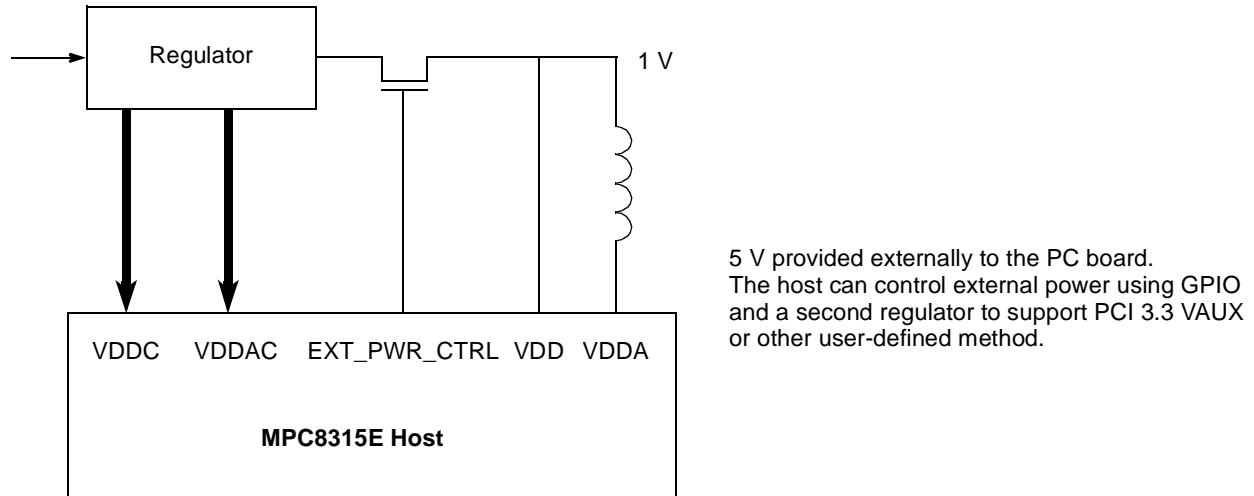 Regulator
1 V
5 V provided externally to the PC board.
The host can control external power using GPIO
and a second regulator to support PCI 3.3 VAUX
or other user-defined method.
VDDC VDDAC EXT_PWR_CTRL VDD VDDA
MPC8315E Host